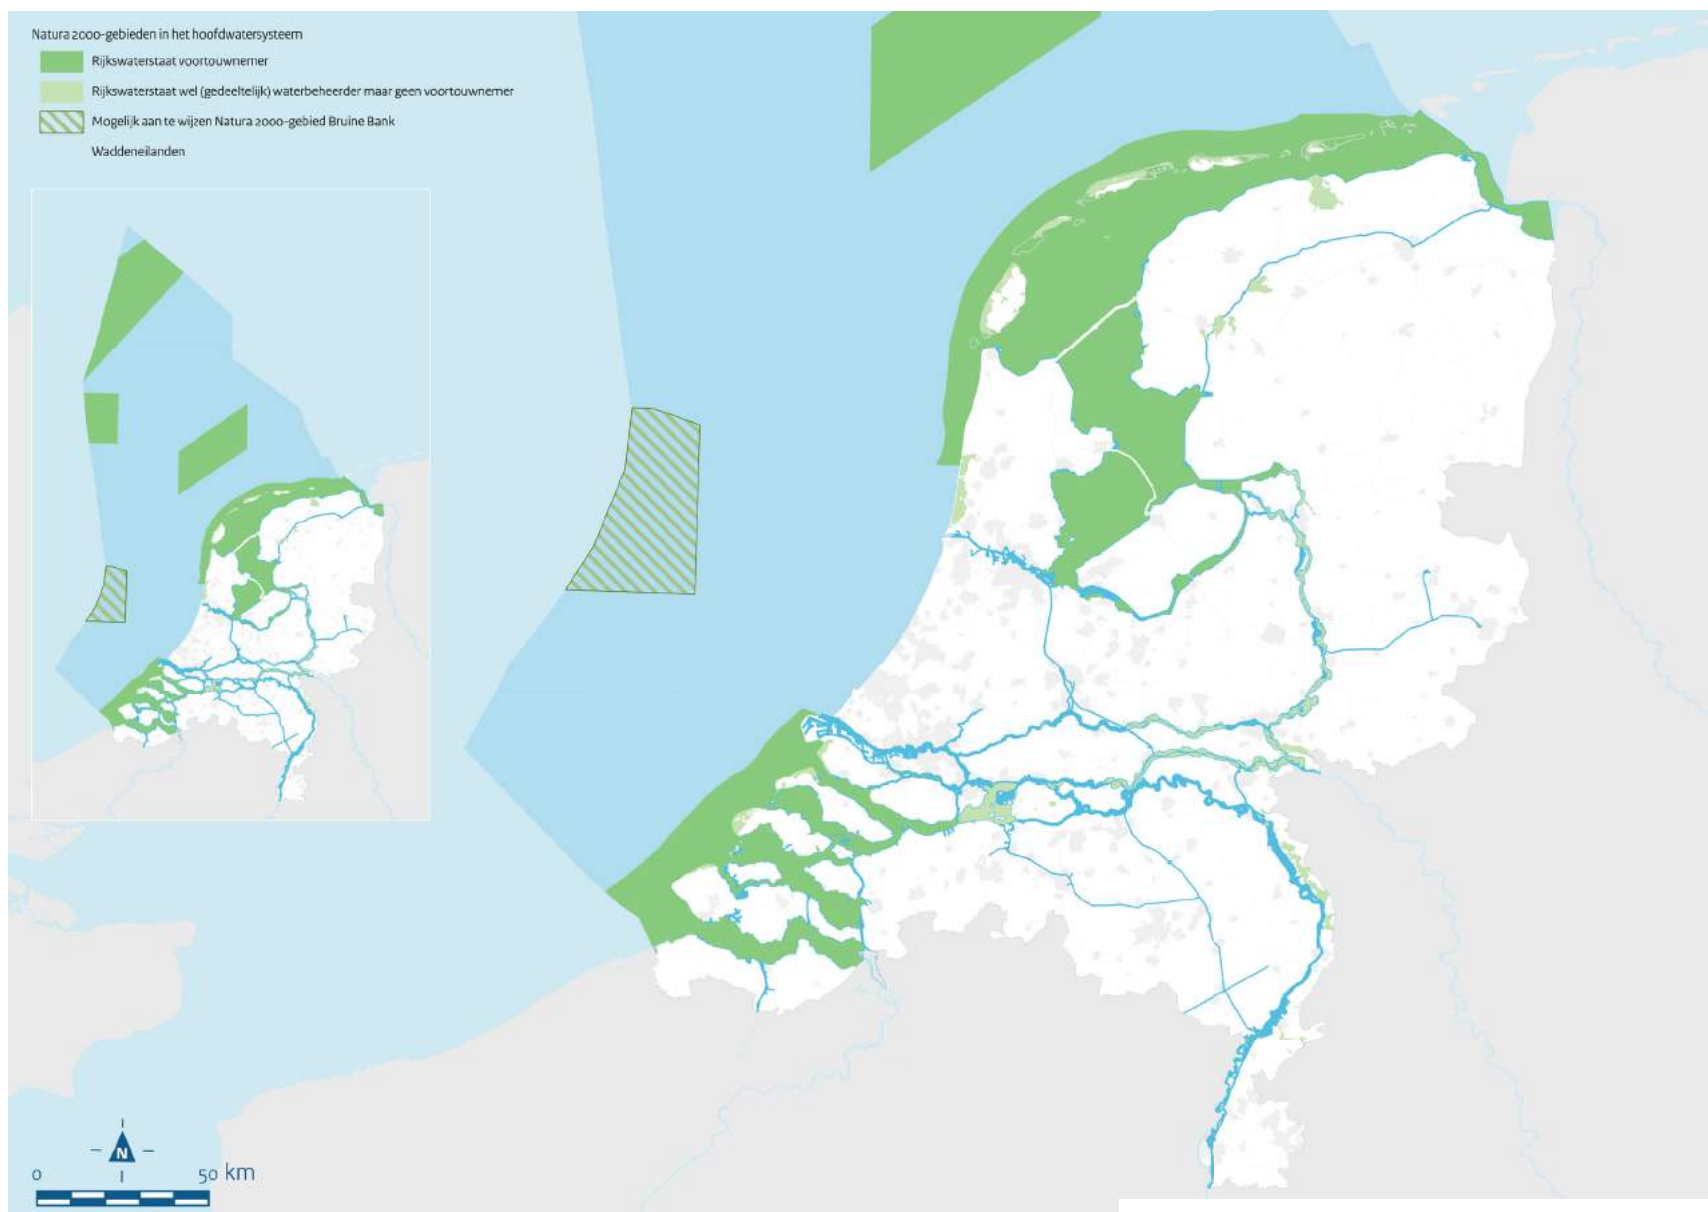 Natura 2000-gebieden in het hoofdwatersysteem
Rijkswaterstaat voortouwnemer
Rijkswaterstaat wel (gedeeltelijk) waterbeheerder maar geen voortouwnemer
Mogelijk aan te wijzen Natura 2000-gebied Bruine Bank
Waddeneilanden
N
0 50 km